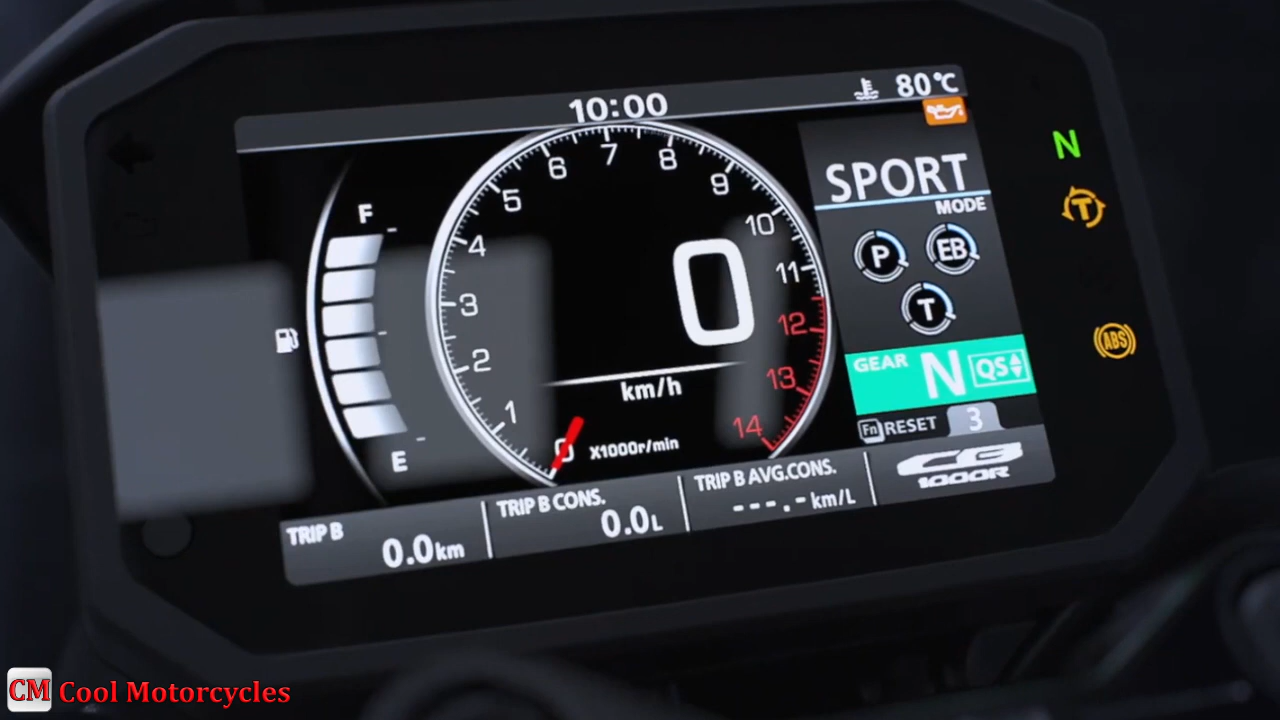 10:00
80℃
F
E
0
1
2
3
4
5
6
7
8
9
10
11
12
13
14
0
km/h
X1000r/min
SPORT
MODE
P
EB
T
GEAR N QS
Fn RESET 3
TRIP B
0.0km
TRIP B CONS.
0.0L
TRIP B AVG.CONS.
---.-km/L
CB
1000R
N
T
ABS
CM Cool Motorcycles